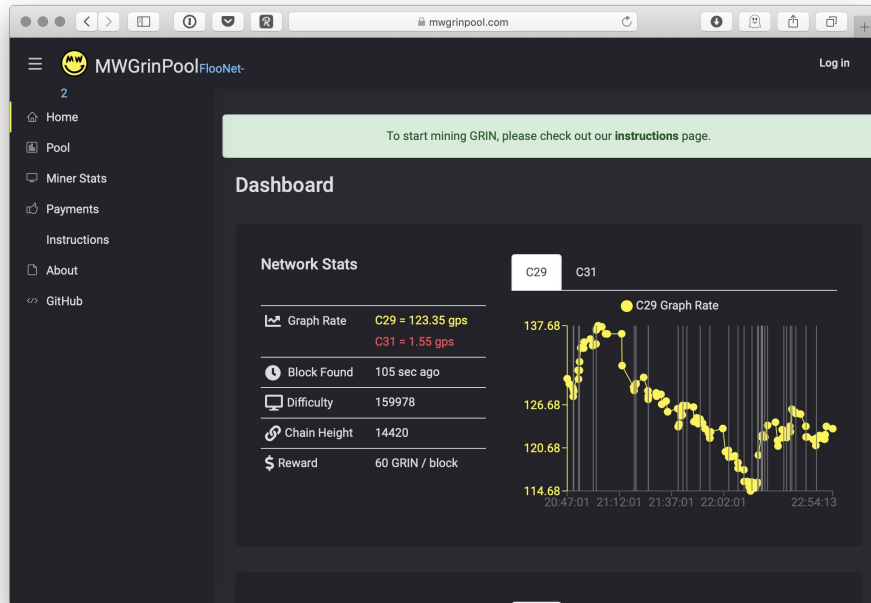 mwgrinpool.com
MW
MWGrinPoolFlooNet-
2
Log in
Home
Pool
Miner Stats
Payments
Instructions
About
GitHub
To start mining GRIN, please check out our instructions page.
Dashboard
Network Stats
Graph Rate C29 = 123.35 gps
C31 = 1.55 gps
Block Found 105 sec ago
Difficulty 159978
Chain Height 14420
$ Reward 60 GRIN / block
C29 C31
C29 Graph Rate
137.68
126.68
120.68
114.68
20:47:01 21:12:01 21:37:01 22:02:01 22:54:13